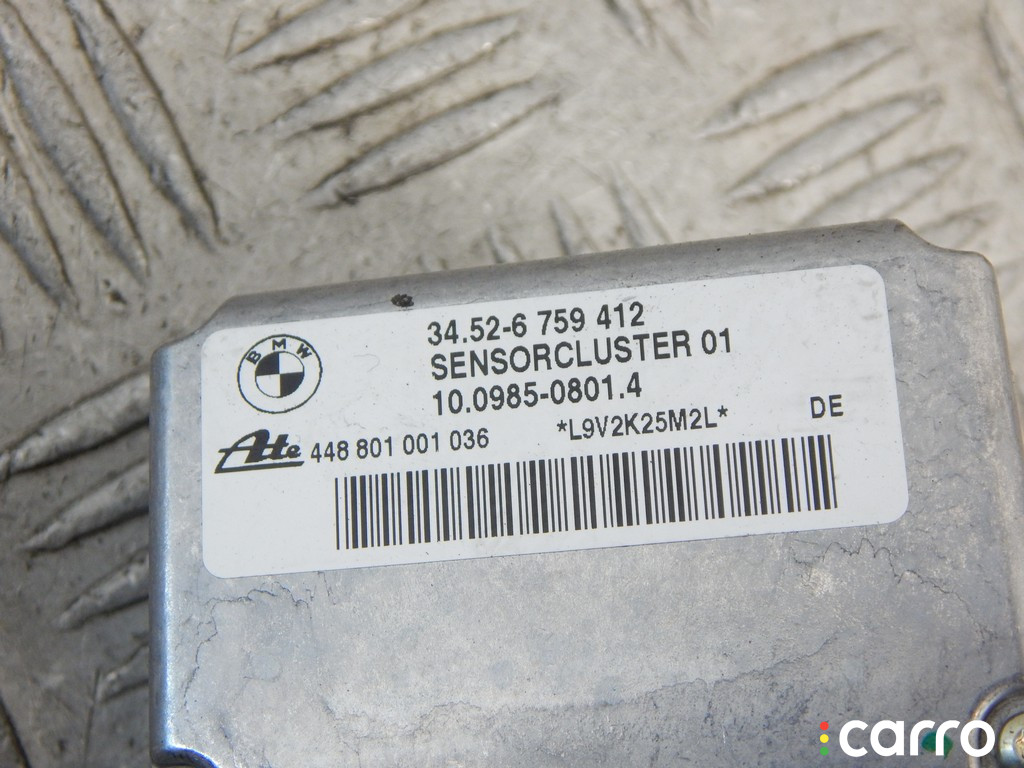 BMW
34.52-6 759 412
SENSORCLUSTER 01
10.0985-0801.4
Ate 448 801 001 036 *L9V2K25M2L* DE
carro